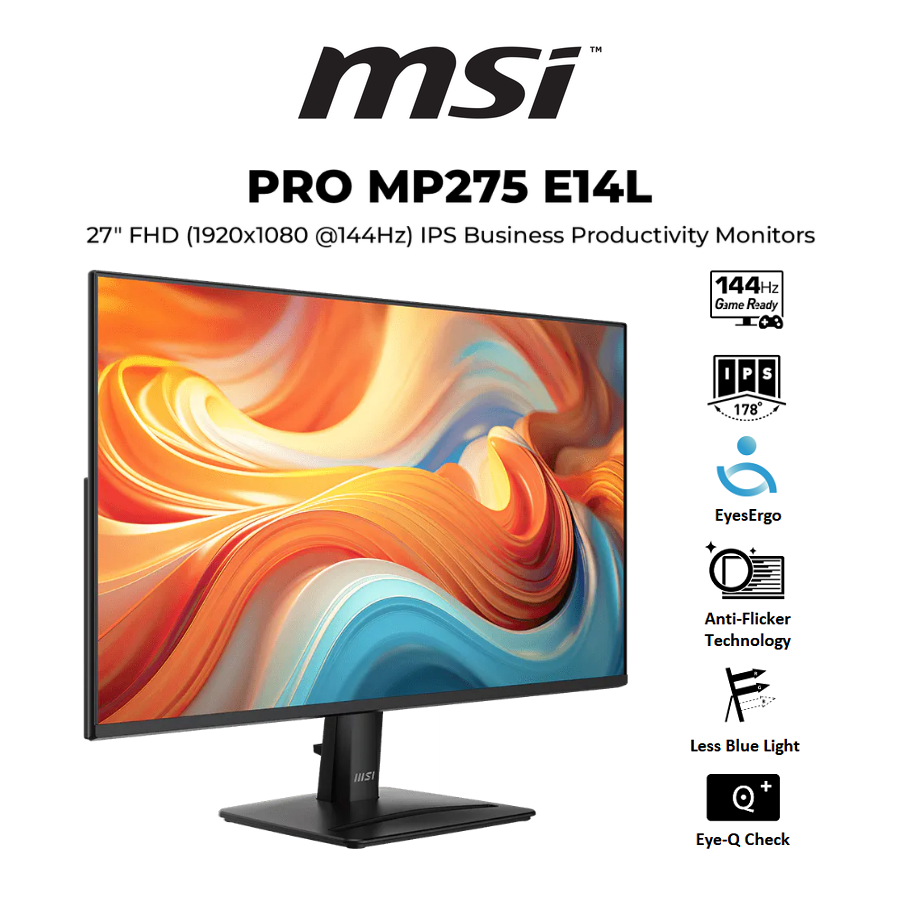 msi™
PRO MP275 E14L
27" FHD (1920x1080 @144Hz) IPS Business Productivity Monitors
144Hz
Game Ready
IPS
178°
EyesErgo
Anti-Flicker
Technology
Less Blue Light
msi
Q+
Eye-Q Check